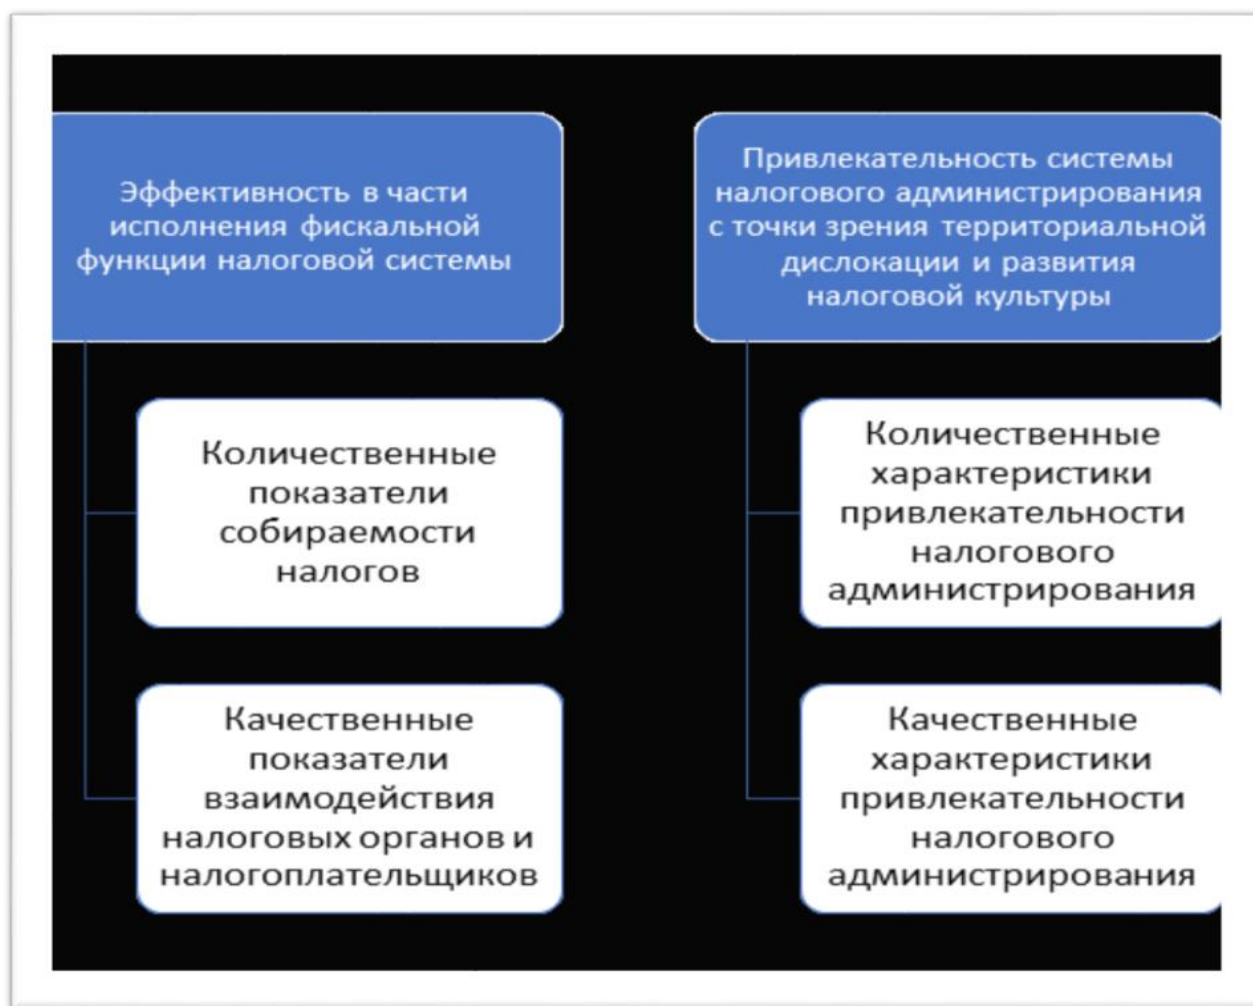 Эффективность в части
исполнения фискальной
функции налоговой системы
Количественные
показатели
собираемости
налогов
Качественные
показатели
взаимодействия
налоговых органов и
налогоплательщиков
Привлекательность системы
налогового администрирования
с точки зрения территориальной
дислокации и развития
налоговой культуры
Количественные
характеристики
привлекательности
налогового
администрирования
Качественные
характеристики
привлекательности
налогового
администрирования